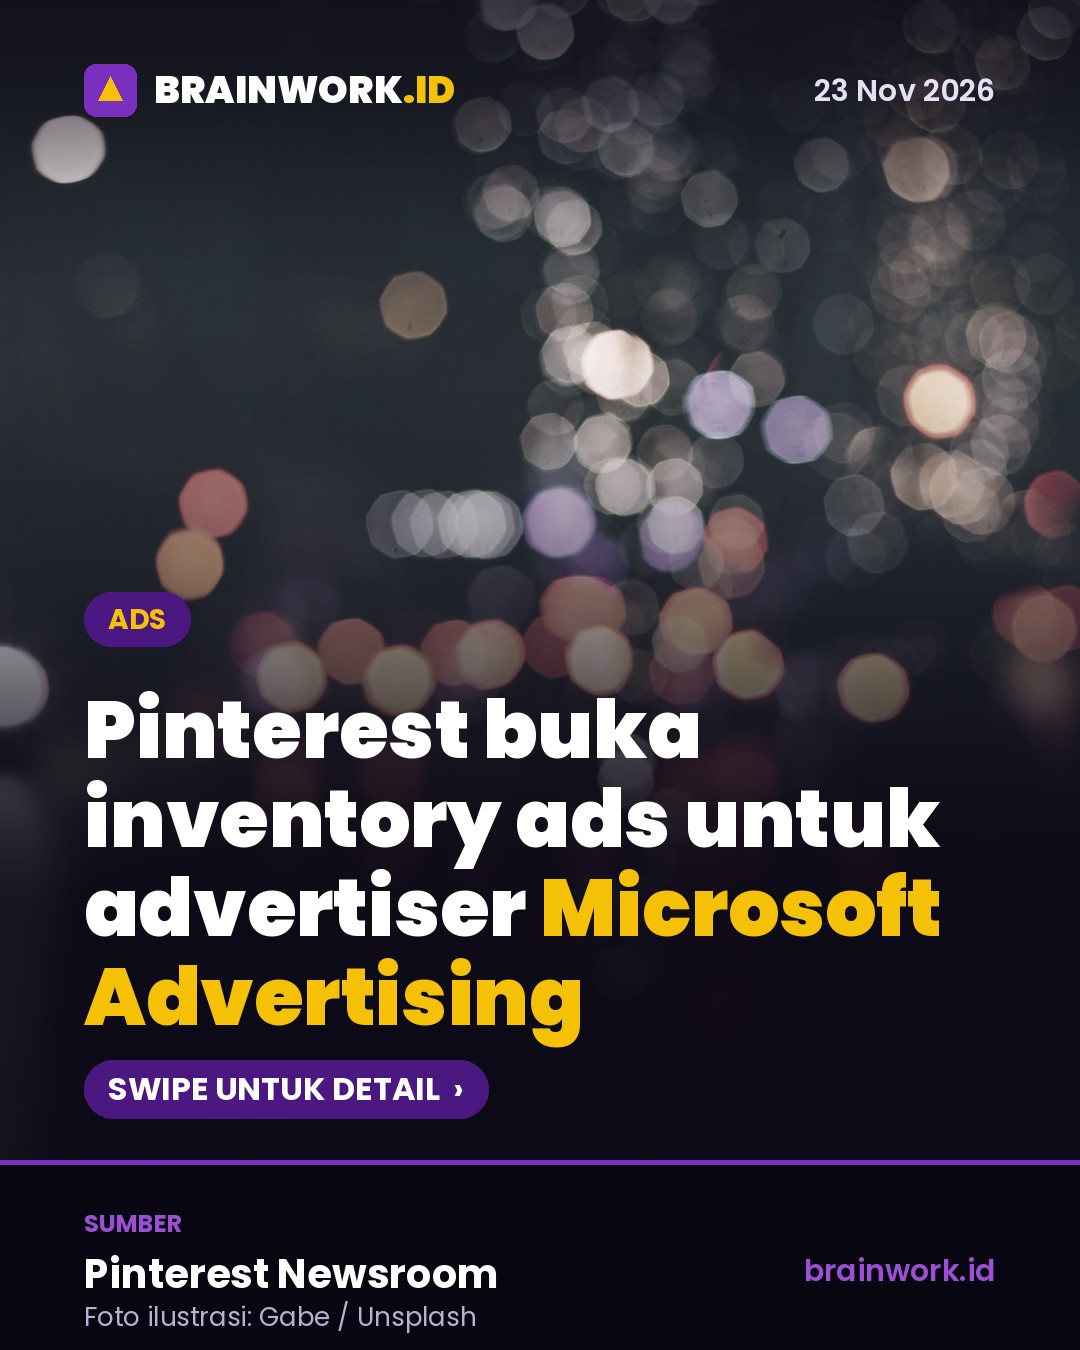 BRAINWORK.ID
23 Nov 2026
ADS
Pinterest buka
inventory ads untuk
advertiser Microsoft
Advertising
SWIPE UNTUK DETAIL ›
SUMBER
Pinterest Newsroom
Foto ilustrasi: Gabe / Unsplash
brainwork.id